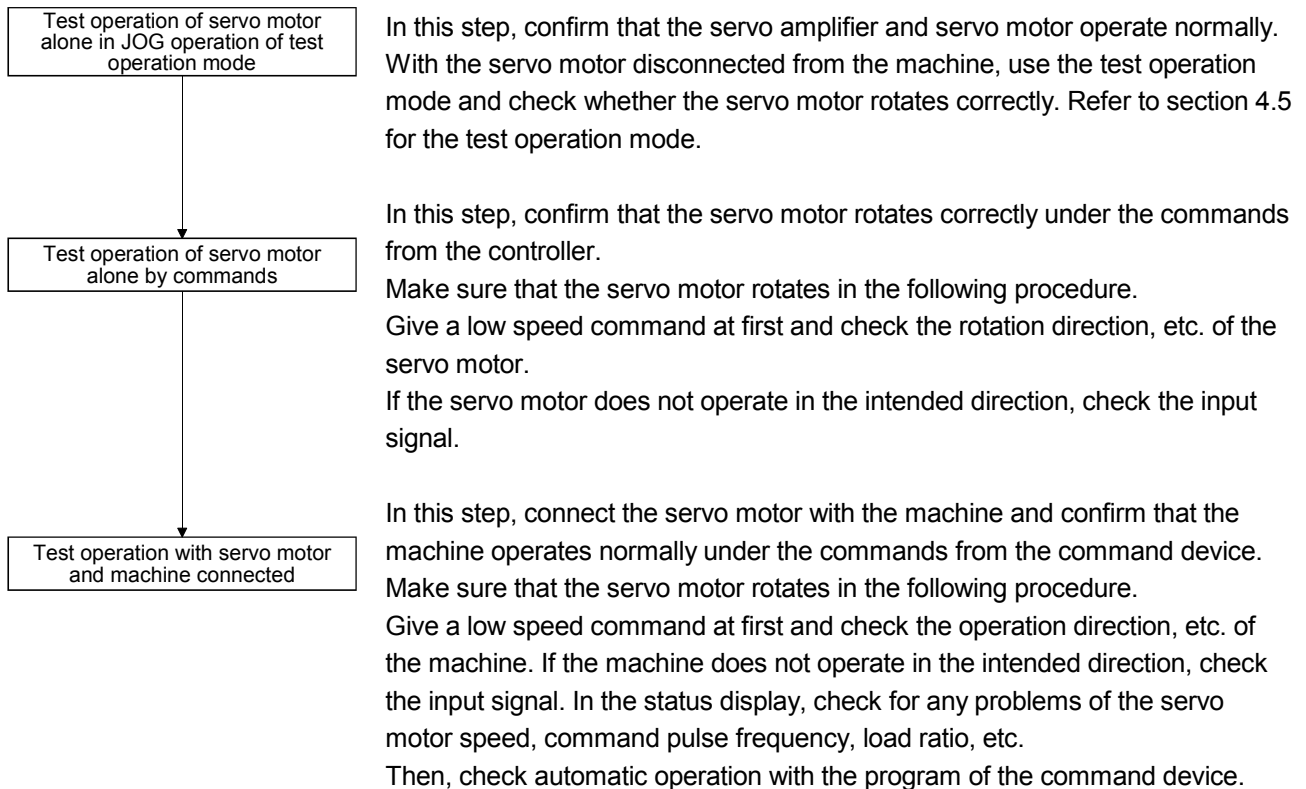 Test operation of servo motor
alone in JOG operation of test
operation mode
In this step, confirm that the servo amplifier and servo motor operate normally.
With the servo motor disconnected from the machine, use the test operation
mode and check whether the servo motor rotates correctly. Refer to section 4.5
for the test operation mode.
Test operation of servo motor
alone by commands
In this step, confirm that the servo motor rotates correctly under the commands
from the controller.
Make sure that the servo motor rotates in the following procedure.
Give a low speed command at first and check the rotation direction, etc. of the
servo motor.
If the servo motor does not operate in the intended direction, check the input
signal.
Test operation with servo motor
and machine connected
In this step, connect the servo motor with the machine and confirm that the
machine operates normally under the commands from the command device.
Make sure that the servo motor rotates in the following procedure.
Give a low speed command at first and check the operation direction, etc. of
the machine. If the machine does not operate in the intended direction, check
the input signal. In the status display, check for any problems of the servo
motor speed, command pulse frequency, load ratio, etc.
Then, check automatic operation with the program of the command device.